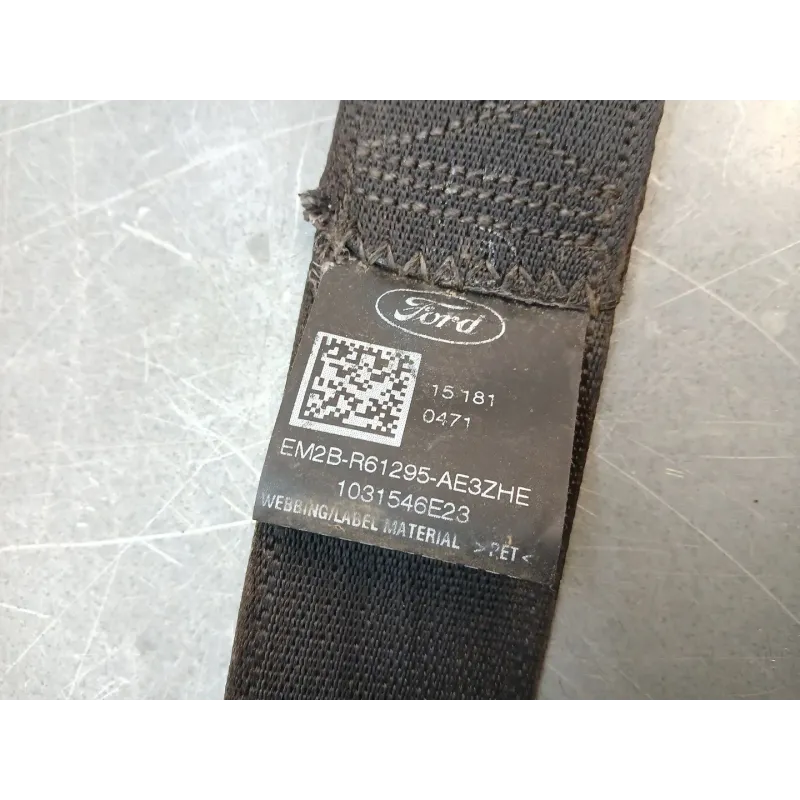 Ford
15 181
0471
EM2B-R61295-AE3ZHE
1031546E23
WEBBING/LABEL MATERIAL >PET<